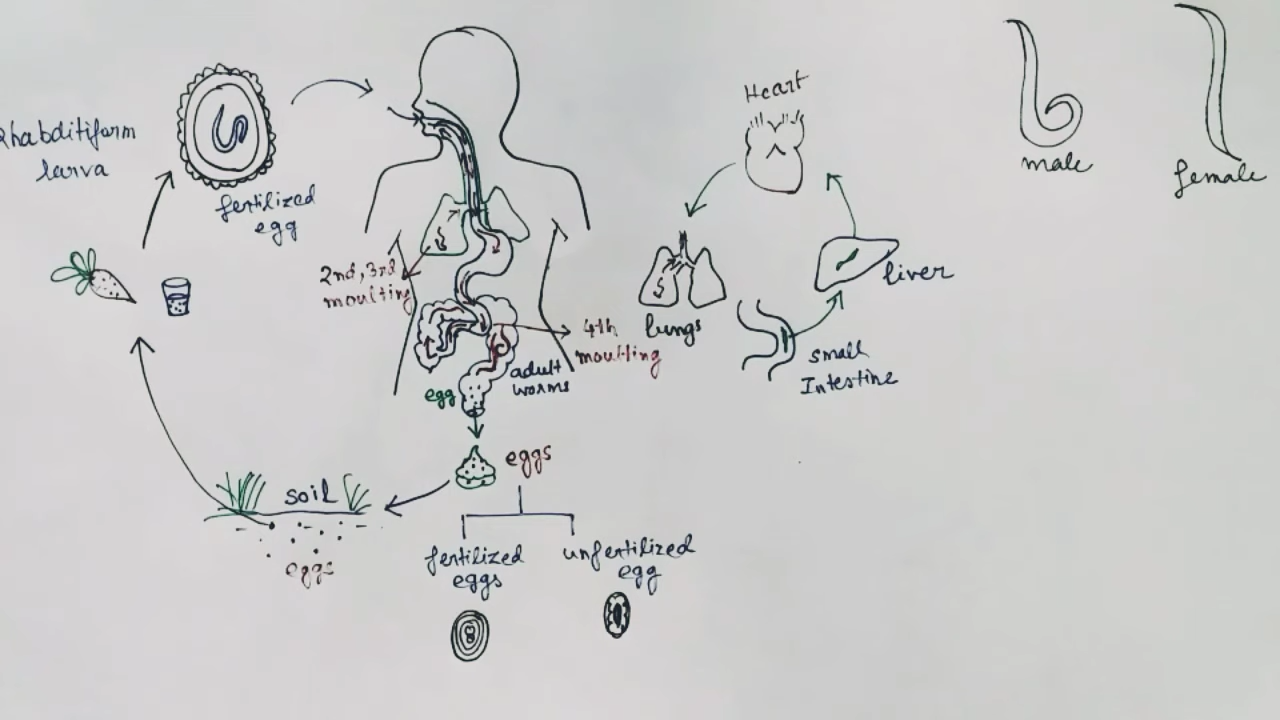 Rhabditiform
larva
fertilized
egg
2nd, 3rd
moulting
4th
moulting
adult
worms
egg
eggs
soil
eggs
fertilized
eggs
unfertilized
egg
Heart
liver
lungs
small
Intestine
male
female